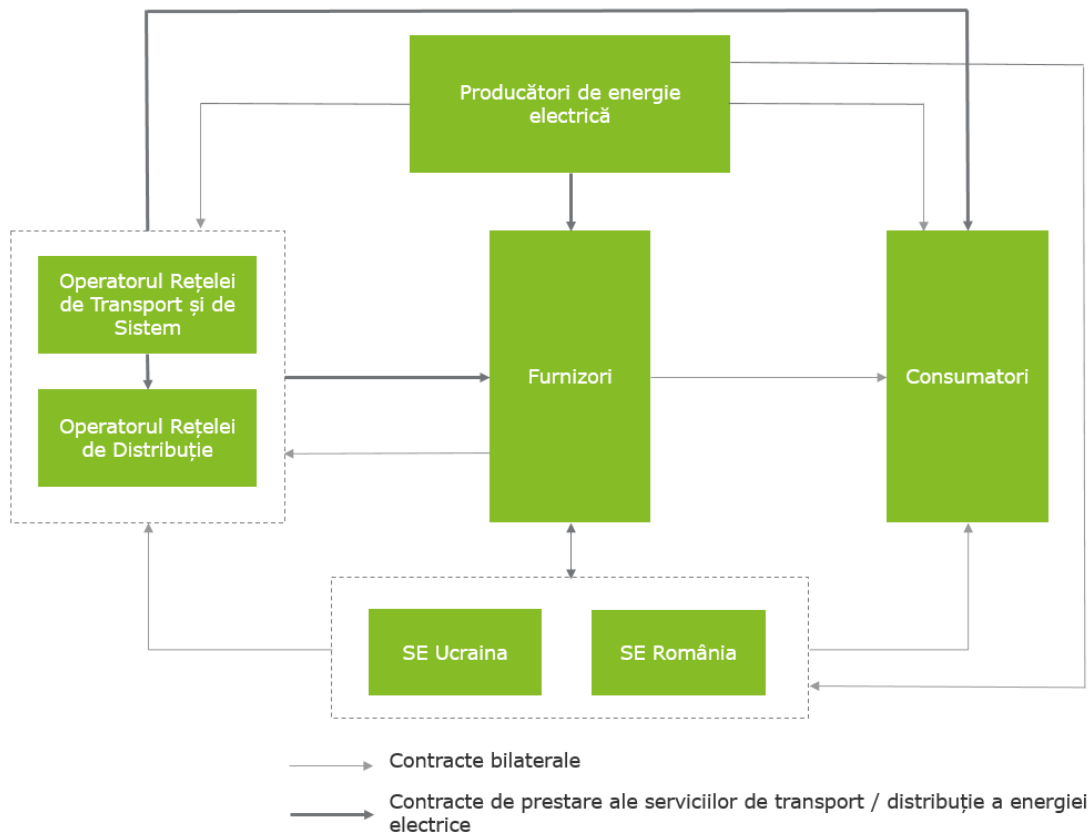 Producători de energie
electrică
Operatorul Rețelei
de Transport și de
Sistem
Furnizori
Consumatori
Operatorul Rețelei
de Distribuție
SE Ucraina
SE România
Contracte bilaterale
Contracte de prestare ale serviciilor de transport / distribuție a energiei
electrice